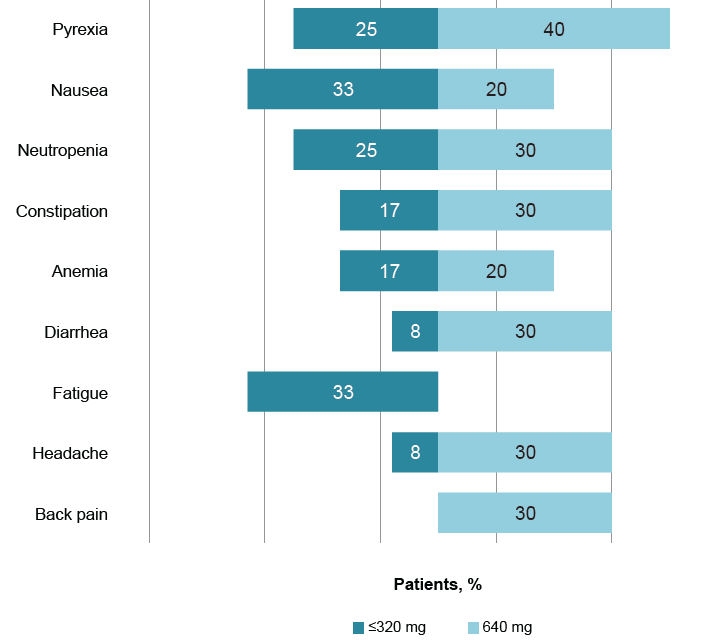 Pyrexia 25 40
Nausea 33 20
Neutropenia 25 30
Constipation 17 30
Anemia 17 20
Diarrhea 8 30
Fatigue 33
Headache 8 30
Back pain 30
Patients, %
≤320 mg 640 mg